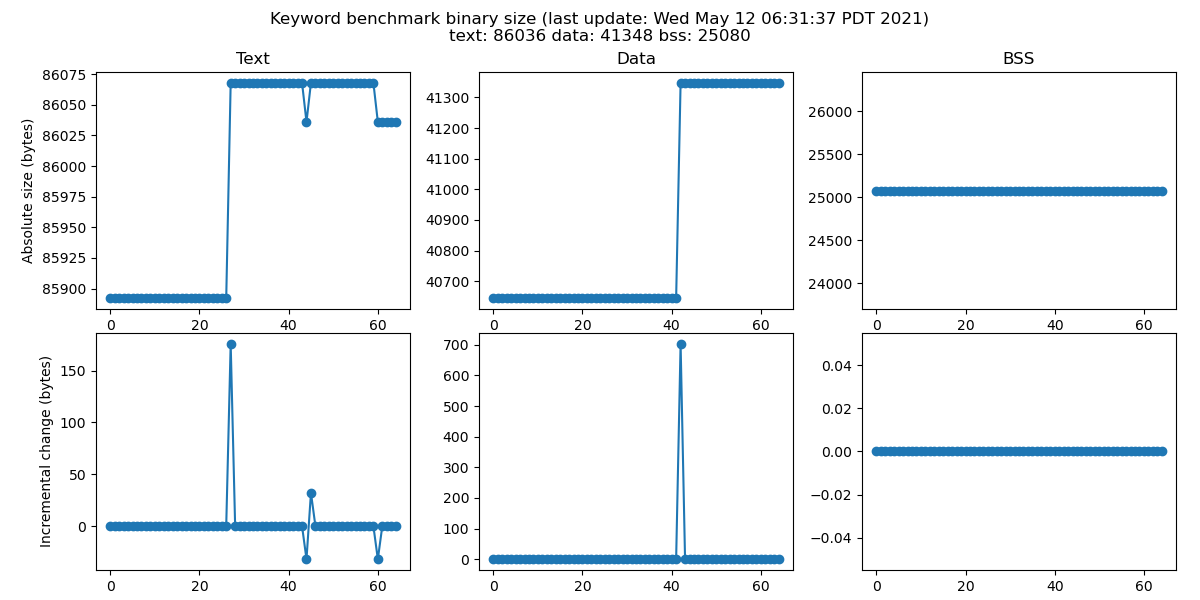 Keyword benchmark binary size (last update: Wed May 12 06:31:37 PDT 2021)
text: 86036 data: 41348 bss: 25080
Text
Data
BSS
Absolute size (bytes)
86075
86050
86025
86000
85975
85950
85925
85900
0 20 40 60
41300
41200
41100
41000
40900
40800
40700
0 20 40 60
26000
25500
25000
24500
24000
0 20 40 60
Incremental change (bytes)
150
100
50
0
0 20 40 60
700
600
500
400
300
200
100
0
0 20 40 60
0.04
0.02
0.00
−0.02
−0.04
0 20 40 60